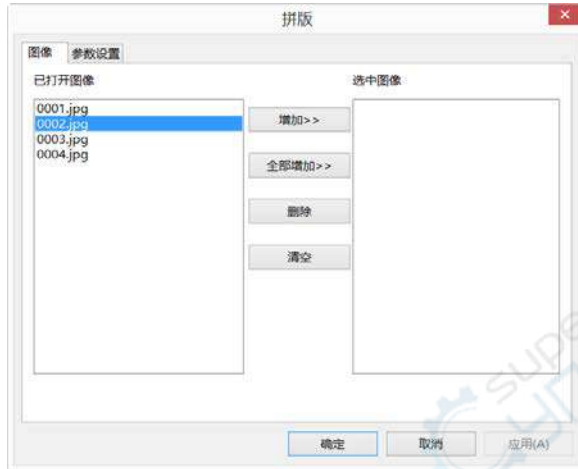 拼版
图像 参数设置
已打开图像 选中图像
0001.jpg
0002.jpg
0003.jpg
0004.jpg
增加>>
全部增加>>
删除
清空
确定 取消 应用(A)
SUPE